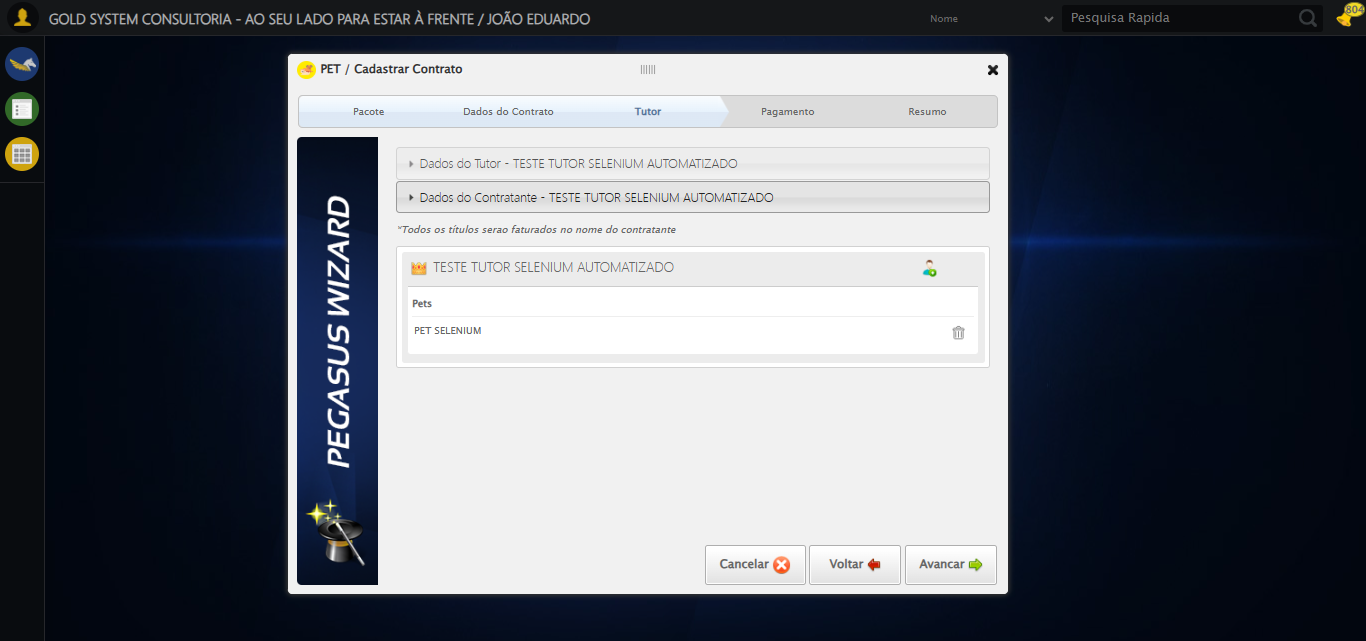 GOLD SYSTEM CONSULTORIA - AO SEU LADO PARA ESTAR À FRENTE / JOÃO EDUARDO
Nome
Pesquisa Rapida
804
PET / Cadastrar Contrato
Pacote
Dados do Contrato
Tutor
Pagamento
Resumo
PEGASUS WIZARD
Dados do Tutor - TESTE TUTOR SELENIUM AUTOMATIZADO
Dados do Contratante - TESTE TUTOR SELENIUM AUTOMATIZADO
*Todos os títulos serao faturados no nome do contratante
TESTE TUTOR SELENIUM AUTOMATIZADO
Pets
PET SELENIUM
Cancelar
Voltar
Avancar